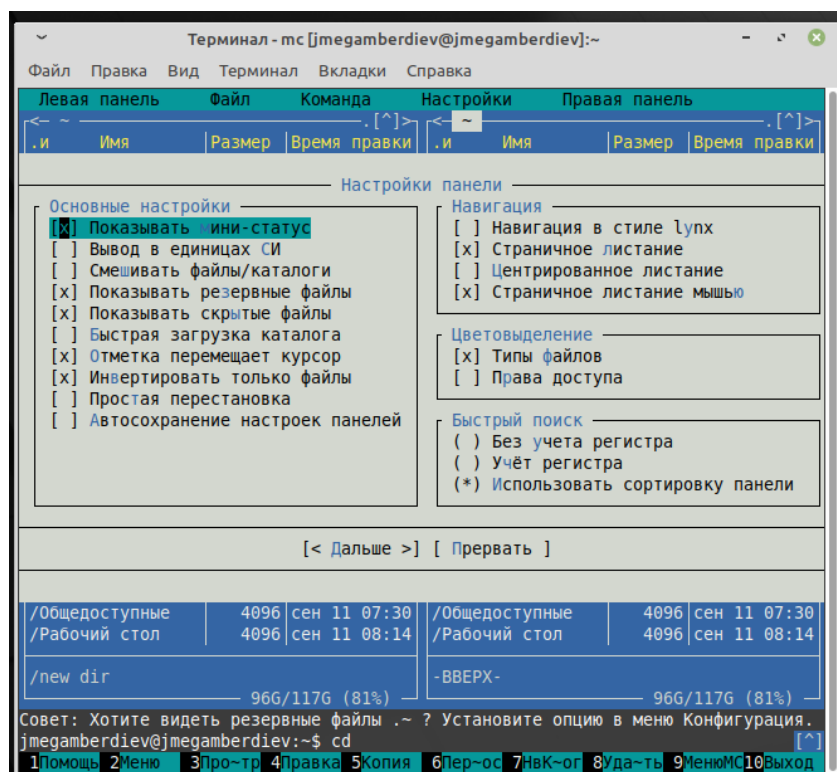 Терминал - mc [jmegamberdiev@jmegamberdiev]:~
Файл Правка Вид Терминал Вкладки Справка
Левая панель Файл Команда Настройки Правая панель
<— ~ .[^]> <— ~ .[^]>
.и Имя Размер Время правки .и Имя Размер Время правки
Настройки панели
Основные настройки
[x] Показывать мини-статус
[ ] Вывод в единицах СИ
[ ] Смешивать файлы/каталоги
[x] Показывать резервные файлы
[x] Показывать скрытые файлы
[ ] Быстрая загрузка каталога
[x] Отметка перемещает курсор
[x] Инвертировать только файлы
[ ] Простая перестановка
[ ] Автосохранение настроек панелей
Навигация
[ ] Навигация в стиле lynx
[x] Страничное листание
[ ] Центрированное листание
[x] Страничное листание мышью
Цветовыделение
[x] Типы файлов
[ ] Права доступа
Быстрый поиск
( ) Без учета регистра
( ) Учёт регистра
(*) Использовать сортировку панели
[< Дальше >] [ Прервать ]
/Общедоступные 4096 сен 11 07:30 /Общедоступные 4096 сен 11 07:30
/Рабочий стол 4096 сен 11 08:14 /Рабочий стол 4096 сен 11 08:14
/new dir -ВВЕРХ-
96G/117G (81%) 96G/117G (81%)
Совет: Хотите видеть резервные файлы .~ ? Установите опцию в меню Конфигурация.
jmegamberdiev@jmegamberdiev:~$ cd [^]
1Помощь 2Меню 3Про~тр 4Правка 5Копия 6Пер~ос 7НвК~ог 8Уда~ть 9МенюMC 10Выход